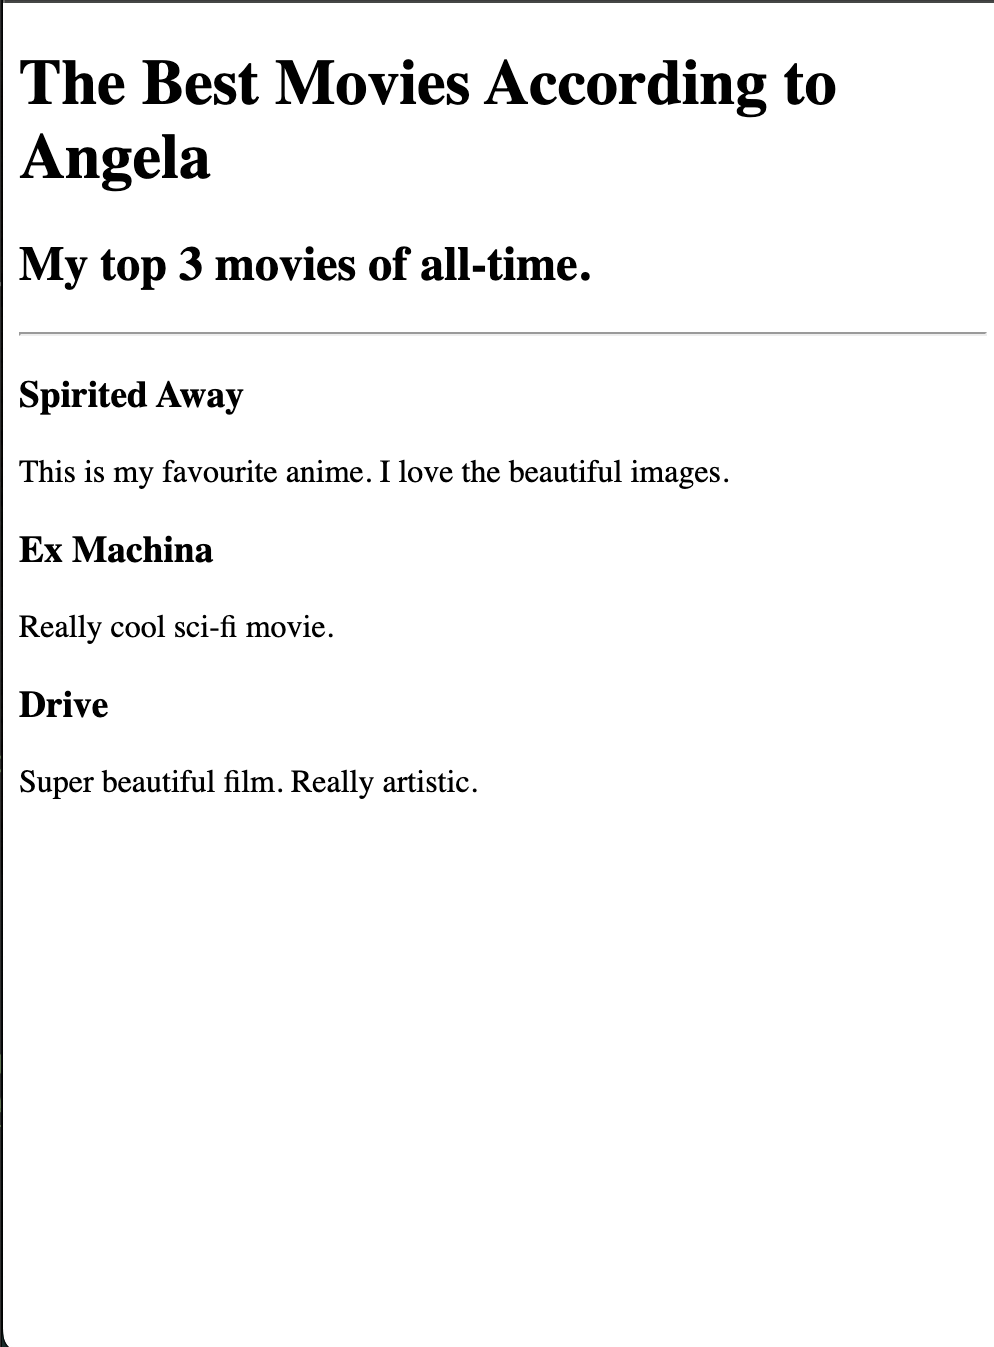 The Best Movies According to
Angela
My top 3 movies of all-time.
Spirited Away
This is my favourite anime. I love the beautiful images.
Ex Machina
Really cool sci-fi movie.
Drive
Super beautiful film. Really artistic.